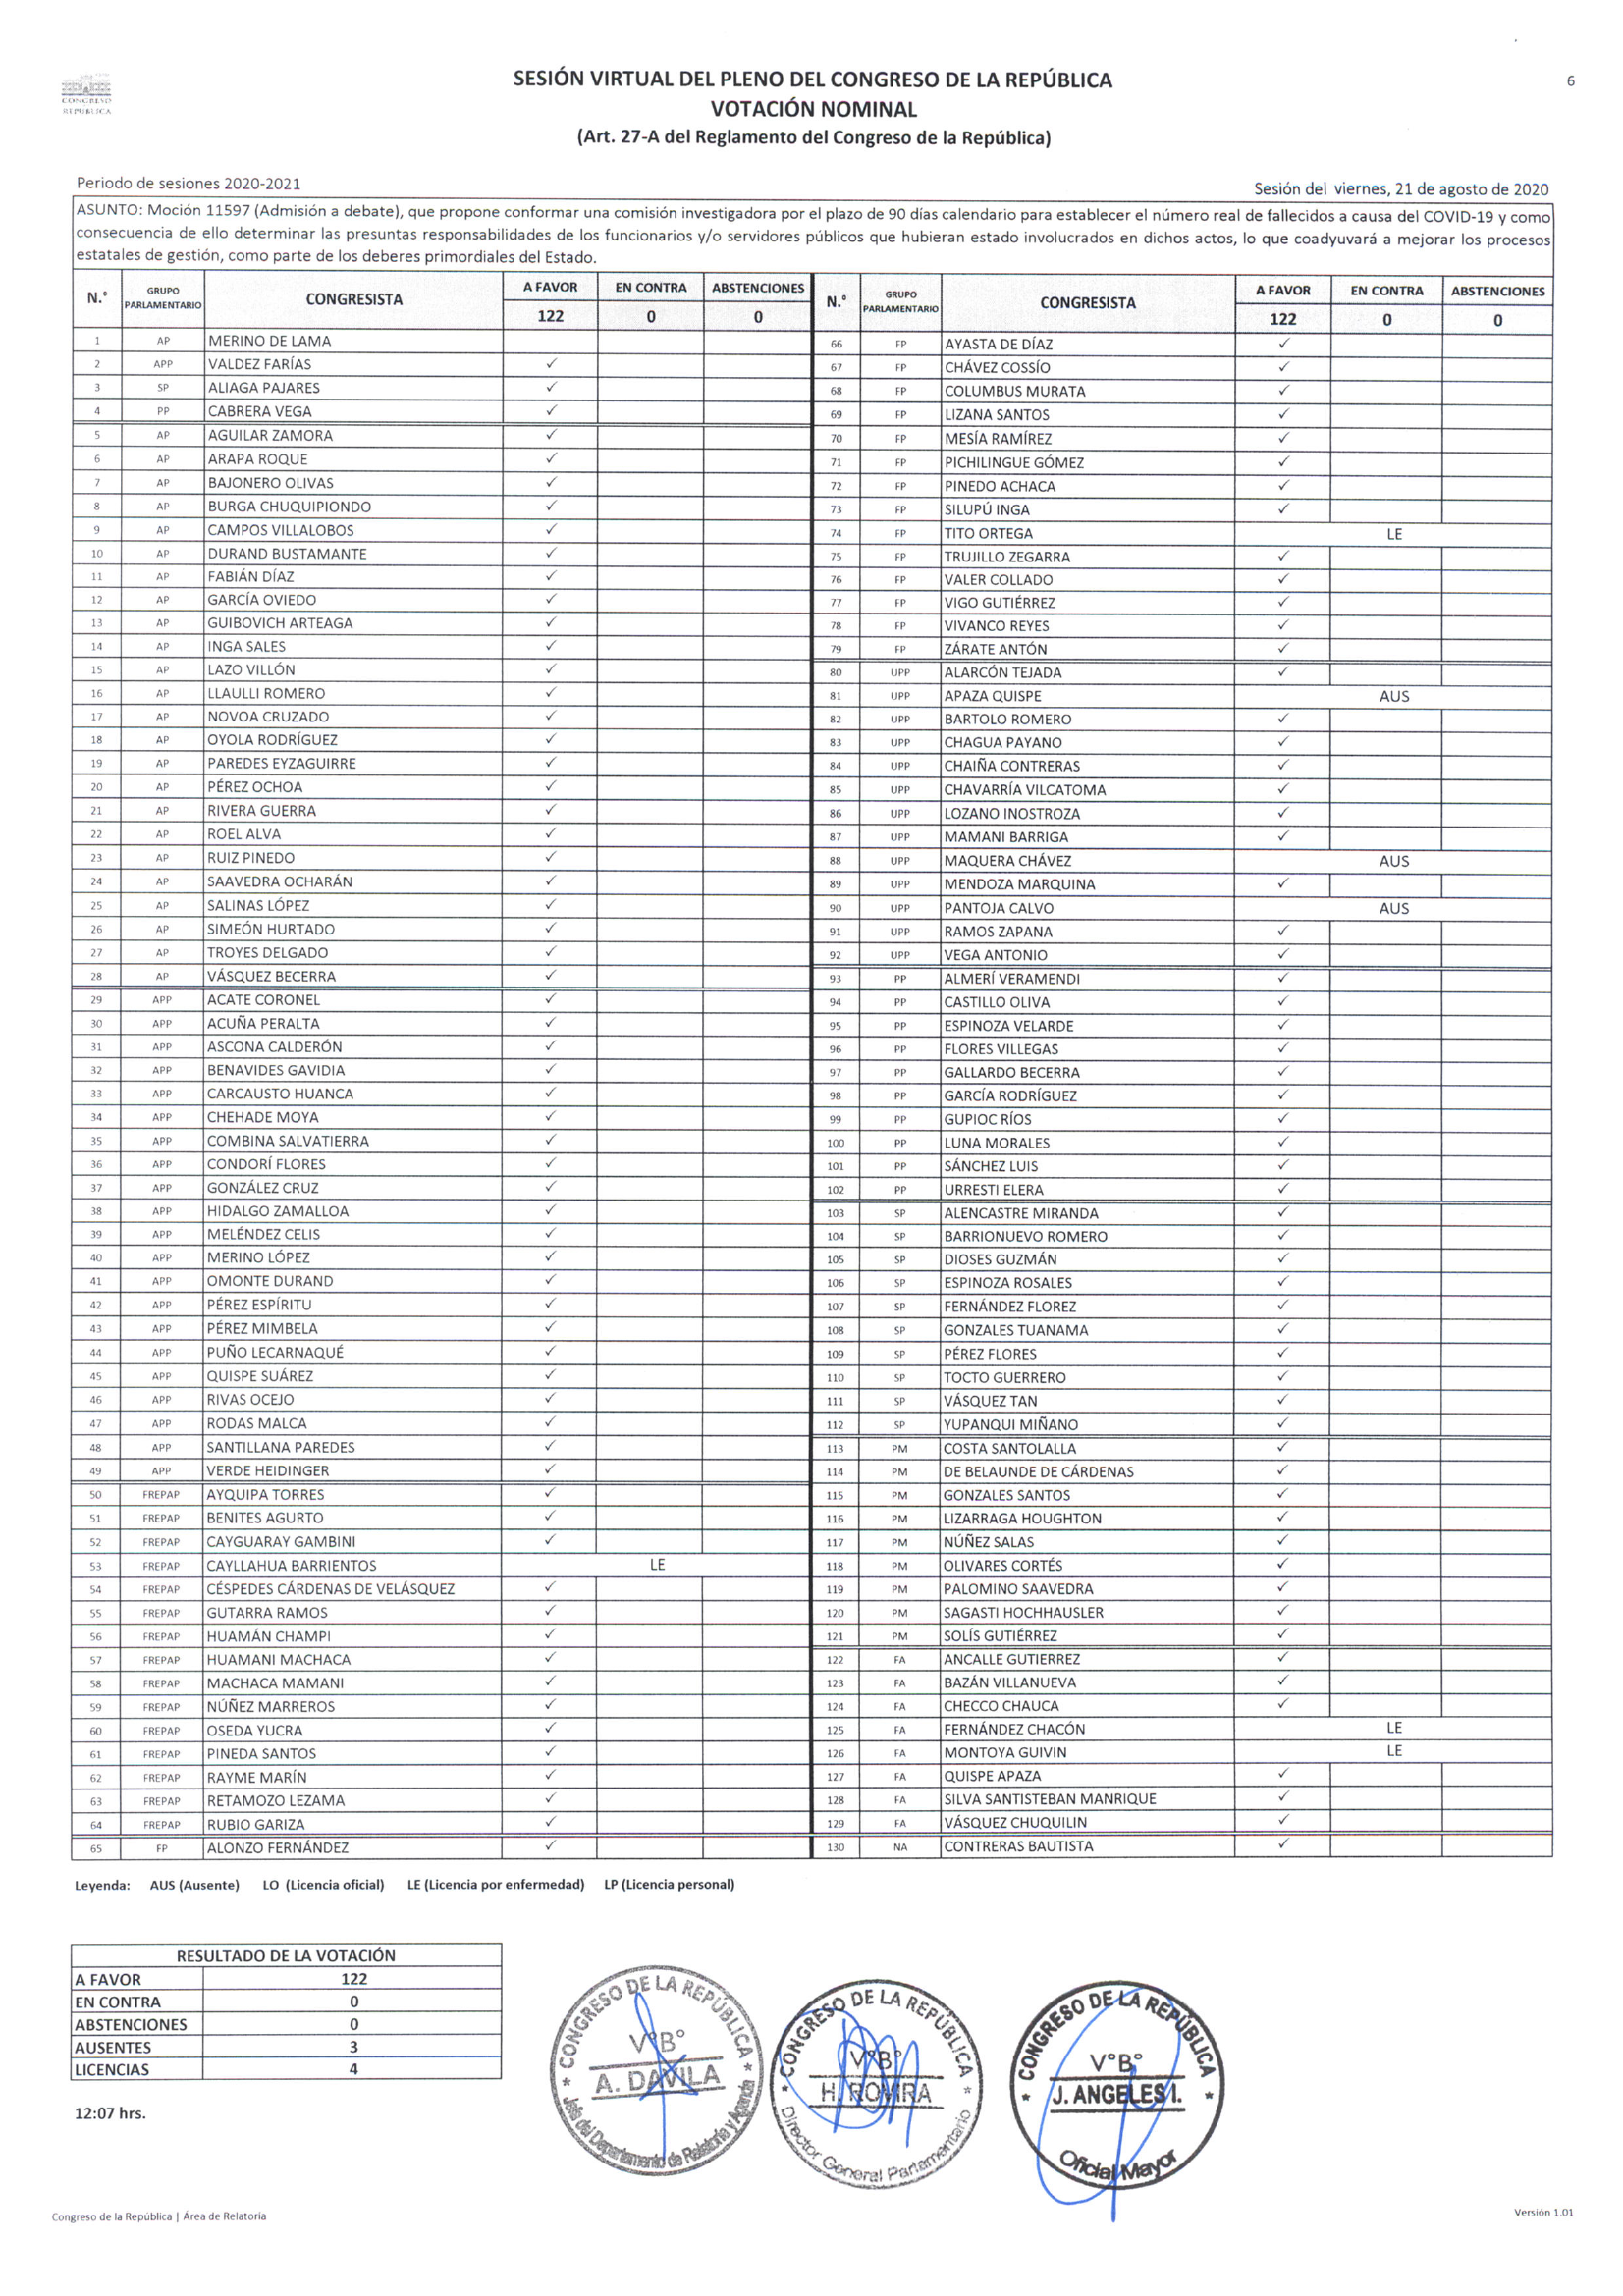 CONGRESO
REPÚBLICA
SESIÓN VIRTUAL DEL PLENO DEL CONGRESO DE LA REPÚBLICA
VOTACIÓN NOMINAL
(Art. 27-A del Reglamento del Congreso de la República)
6
Periodo de sesiones 2020-2021
Sesión del viernes, 21 de agosto de 2020
ASUNTO: Moción 11597 (Admisión a debate), que propone conformar una comisión investigadora por el plazo de 90 días calendario para establecer el número real de fallecidos a causa del COVID-19 y como
consecuencia de ello determinar las presuntas responsabilidades de los funcionarios y/o servidores públicos que hubieran estado involucrados en dichos actos, lo que coadyuvará a mejorar los procesos
estatales de gestión, como parte de los deberes primordiales del Estado.
N.° GRUPO PARLAMENTARIO CONGRESISTA A FAVOR EN CONTRA ABSTENCIONES
122 0 0
1 AP MERINO DE LAMA
2 APP VALDEZ FARÍAS ✓
3 SP ALIAGA PAJARES ✓
4 PP CABRERA VEGA ✓
5 AP AGUILAR ZAMORA ✓
6 AP ARAPA ROQUE ✓
7 AP BAJONERO OLIVAS ✓
8 AP BURGA CHUQUIPIONDO ✓
9 AP CAMPOS VILLALOBOS ✓
10 AP DURAND BUSTAMANTE ✓
11 AP FABIÁN DÍAZ ✓
12 AP GARCÍA OVIEDO ✓
13 AP GUIBOVICH ARTEAGA ✓
14 AP INGA SALES ✓
15 AP LAZO VILLÓN ✓
16 AP LLAULLI ROMERO ✓
17 AP NOVOA CRUZADO ✓
18 AP OYOLA RODRÍGUEZ ✓
19 AP PAREDES EYZAGUIRRE ✓
20 AP PÉREZ OCHOA ✓
21 AP RIVERA GUERRA ✓
22 AP ROEL ALVA ✓
23 AP RUIZ PINEDO ✓
24 AP SAAVEDRA OCHARÁN ✓
25 AP SALINAS LÓPEZ ✓
26 AP SIMEÓN HURTADO ✓
27 AP TROYES DELGADO ✓
28 AP VÁSQUEZ BECERRA ✓
29 APP ACATE CORONEL ✓
30 APP ACUÑA PERALTA ✓
31 APP ASCONA CALDERÓN ✓
32 APP BENAVIDES GAVIDIA ✓
33 APP CARCAUSTO HUANCA ✓
34 APP CHEHADE MOYA ✓
35 APP COMBINA SALVATIERRA ✓
36 APP CONDORÍ FLORES ✓
37 APP GONZÁLEZ CRUZ ✓
38 APP HIDALGO ZAMALLOA ✓
39 APP MELÉNDEZ CELIS ✓
40 APP MERINO LÓPEZ ✓
41 APP OMONTE DURAND ✓
42 APP PÉREZ ESPÍRITU ✓
43 APP PÉREZ MIMBELA ✓
44 APP PUÑO LECARNAQUÉ ✓
45 APP QUISPE SUÁREZ ✓
46 APP RIVAS OCEJO ✓
47 APP RODAS MALCA ✓
48 APP SANTILLANA PAREDES ✓
49 APP VERDE HEIDINGER ✓
50 FREPAP AYQUIPA TORRES ✓
51 FREPAP BENITES AGURTO ✓
52 FREPAP CAYGUARAY GAMBINI ✓
53 FREPAP CAYLLAHUA BARRIENTOS LE
54 FREPAP CÉSPEDES CÁRDENAS DE VELÁSQUEZ ✓
55 FREPAP GUTARRA RAMOS ✓
56 FREPAP HUAMÁN CHAMPI ✓
57 FREPAP HUAMANI MACHACA ✓
58 FREPAP MACHACA MAMANI ✓
59 FREPAP NÚÑEZ MARREROS ✓
60 FREPAP OSEDA YUCRA ✓
61 FREPAP PINEDA SANTOS ✓
62 FREPAP RAYME MARÍN ✓
63 FREPAP RETAMOZO LEZAMA ✓
64 FREPAP RUBIO GARIZA ✓
65 FP ALONZO FERNÁNDEZ ✓
N.° GRUPO PARLAMENTARIO CONGRESISTA A FAVOR EN CONTRA ABSTENCIONES
122 0 0
66 FP AYASTA DE DÍAZ ✓
67 FP CHÁVEZ COSSÍO ✓
68 FP COLUMBUS MURATA ✓
69 FP LIZANA SANTOS ✓
70 FP MESÍA RAMÍREZ ✓
71 FP PICHILINGUE GÓMEZ ✓
72 FP PINEDO ACHACA ✓
73 FP SILUPÚ INGA ✓
74 FP TITO ORTEGA LE
75 FP TRUJILLO ZEGARRA ✓
76 FP VALER COLLADO ✓
77 FP VIGO GUTIÉRREZ ✓
78 FP VIVANCO REYES ✓
79 FP ZÁRATE ANTÓN ✓
80 UPP ALARCÓN TEJADA ✓
81 UPP APAZA QUISPE AUS
82 UPP BARTOLO ROMERO ✓
83 UPP CHAGUA PAYANO ✓
84 UPP CHAIÑA CONTRERAS ✓
85 UPP CHAVARRÍA VILCATOMA ✓
86 UPP LOZANO INOSTROZA ✓
87 UPP MAMANI BARRIGA ✓
88 UPP MAQUERA CHÁVEZ AUS
89 UPP MENDOZA MARQUINA ✓
90 UPP PANTOJA CALVO AUS
91 UPP RAMOS ZAPANA ✓
92 UPP VEGA ANTONIO ✓
93 PP ALMERÍ VERAMENDI ✓
94 PP CASTILLO OLIVA ✓
95 PP ESPINOZA VELARDE ✓
96 PP FLORES VILLEGAS ✓
97 PP GALLARDO BECERRA ✓
98 PP GARCÍA RODRÍGUEZ ✓
99 PP GUPIOC RÍOS ✓
100 PP LUNA MORALES ✓
101 PP SÁNCHEZ LUIS ✓
102 PP URRESTI ELERA ✓
103 SP ALENCASTRE MIRANDA ✓
104 SP BARRIONUEVO ROMERO ✓
105 SP DIOSES GUZMÁN ✓
106 SP ESPINOZA ROSALES ✓
107 SP FERNÁNDEZ FLOREZ ✓
108 SP GONZALES TUANAMA ✓
109 SP PÉREZ FLORES ✓
110 SP TOCTO GUERRERO ✓
111 SP VÁSQUEZ TAN ✓
112 SP YUPANQUI MIÑANO ✓
113 PM COSTA SANTOLALLA ✓
114 PM DE BELAUNDE DE CÁRDENAS ✓
115 PM GONZALES SANTOS ✓
116 PM LIZARRAGA HOUGHTON ✓
117 PM NÚÑEZ SALAS ✓
118 PM OLIVARES CORTÉS ✓
119 PM PALOMINO SAAVEDRA ✓
120 PM SAGASTI HOCHHAUSLER ✓
121 PM SOLÍS GUTIÉRREZ ✓
122 FA ANCALLE GUTIERREZ ✓
123 FA BAZÁN VILLANUEVA ✓
124 FA CHECCO CHAUCA ✓
125 FA FERNÁNDEZ CHACÓN LE
126 FA MONTOYA GUIVIN LE
127 FA QUISPE APAZA ✓
128 FA SILVA SANTISTEBAN MANRIQUE ✓
129 FA VÁSQUEZ CHUQUILIN ✓
130 NA CONTRERAS BAUTISTA ✓
Leyenda: AUS (Ausente) LO (Licencia oficial) LE (Licencia por enfermedad) LP (Licencia personal)
RESULTADO DE LA VOTACIÓN
A FAVOR 122
EN CONTRA 0
ABSTENCIONES 0
AUSENTES 3
LICENCIAS 4
12:07 hrs.
CONGRESO DE LA REPÚBLICA
V°B°
A. DAVILA
Jefe del Departamento de Relatoría y Agenda
CONGRESO DE LA REPÚBLICA
V°B°
H. ROVIRA
Director General Parlamentario
CONGRESO DE LA REPÚBLICA
V°B°
J. ANGELES I.
Oficial Mayor
Congreso de la República | Área de Relatoría
Versión 1.01